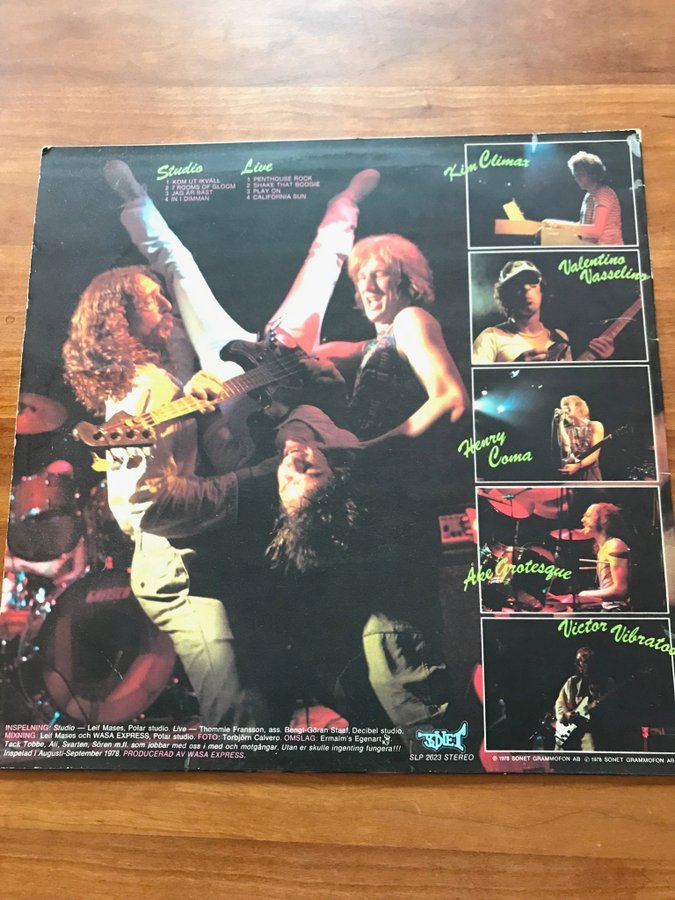 Studio
1 KOM UT IKVÄLL
2 7 ROOMS OF GLOOM
3 JAG ÄR BÄST
4 IN I DIMMAN
Live
1 PENTHOUSE ROCK
2 SHAKE THAT BOOGIE
3 PLAY ON
4 CALIFORNIA SUN
Kim Climax
Valentino
Vasselino
Henry
Coma
Åke Grotesque
Victor Vibrato
INSPELNING: Studio — Leif Mases, Polar studio. Live — Thommie Fransson, ass. Bengt-Göran Staaf, Decibel studio.
MIXNING: Leif Mases och WASA EXPRESS, Polar studio. FOTO: Torbjörn Calvero. OMSLAG: Ermalm's Egenart
Tack Tobbe, Ali, Svarten, Sören m.fl. som jobbar med oss i med och motgångar. Utan er skulle ingenting fungera!!!
Inspelad i Augusti-September 1978. PRODUCERAD AV WASA EXPRESS.
SONET
SLP 2623 STEREO
℗ 1978 SONET GRAMMOFON AB © 1978 SONET GRAMMOFON AB